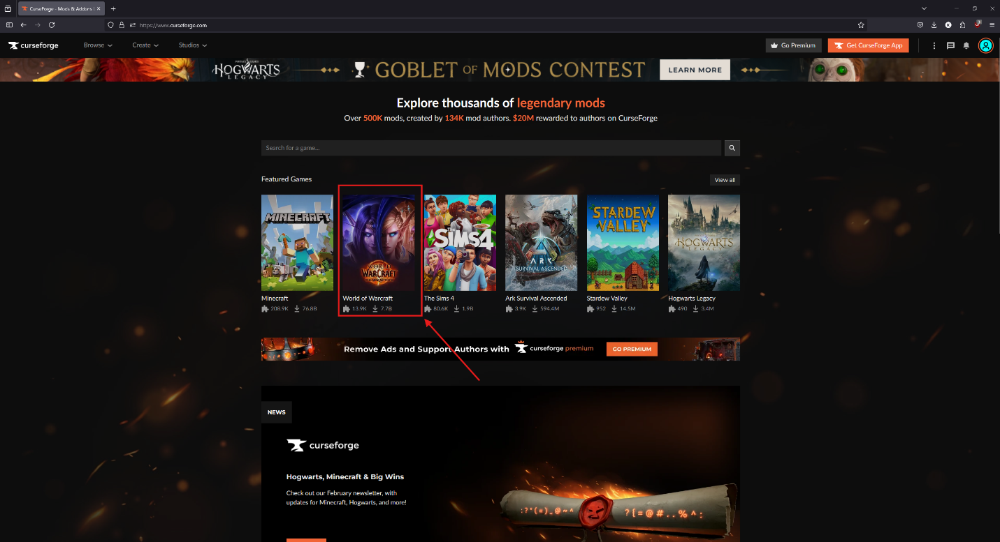 CurseForge - Mods & Addons
https://www.curseforge.com
3
curseforge
Browse
Create
Studios
Go Premium
Get CurseForge App
HOGWARTS
LEGACY
GOBLET OF MODS CONTEST
LEARN MORE
Explore thousands of legendary mods
Over 500K mods, created by 134K mod authors. $20M rewarded to authors on CurseForge
Search for a game...
Featured Games
View all
MINECRAFT
WORLD OF
WARCRAFT
THE SIMS 4
ARK
SURVIVAL ASCENDED
STARDEW
VALLEY
HOGWARTS
LEGACY
Minecraft
208.9K 76.8B
World of Warcraft
13.9K 7.7B
The Sims 4
80.6K 1.9B
Ark Survival Ascended
3.9K 594.4M
Stardew Valley
952 14.5M
Hogwarts Legacy
490 3.4M
Remove Ads and Support Authors with curseforge premium
GO PREMIUM
NEWS
curseforge
Hogwarts, Minecraft & Big Wins
Check out our February newsletter, with
updates for Minecraft, Hogwarts, and more!
:?*(=)_@~^
?{=@#..%^: